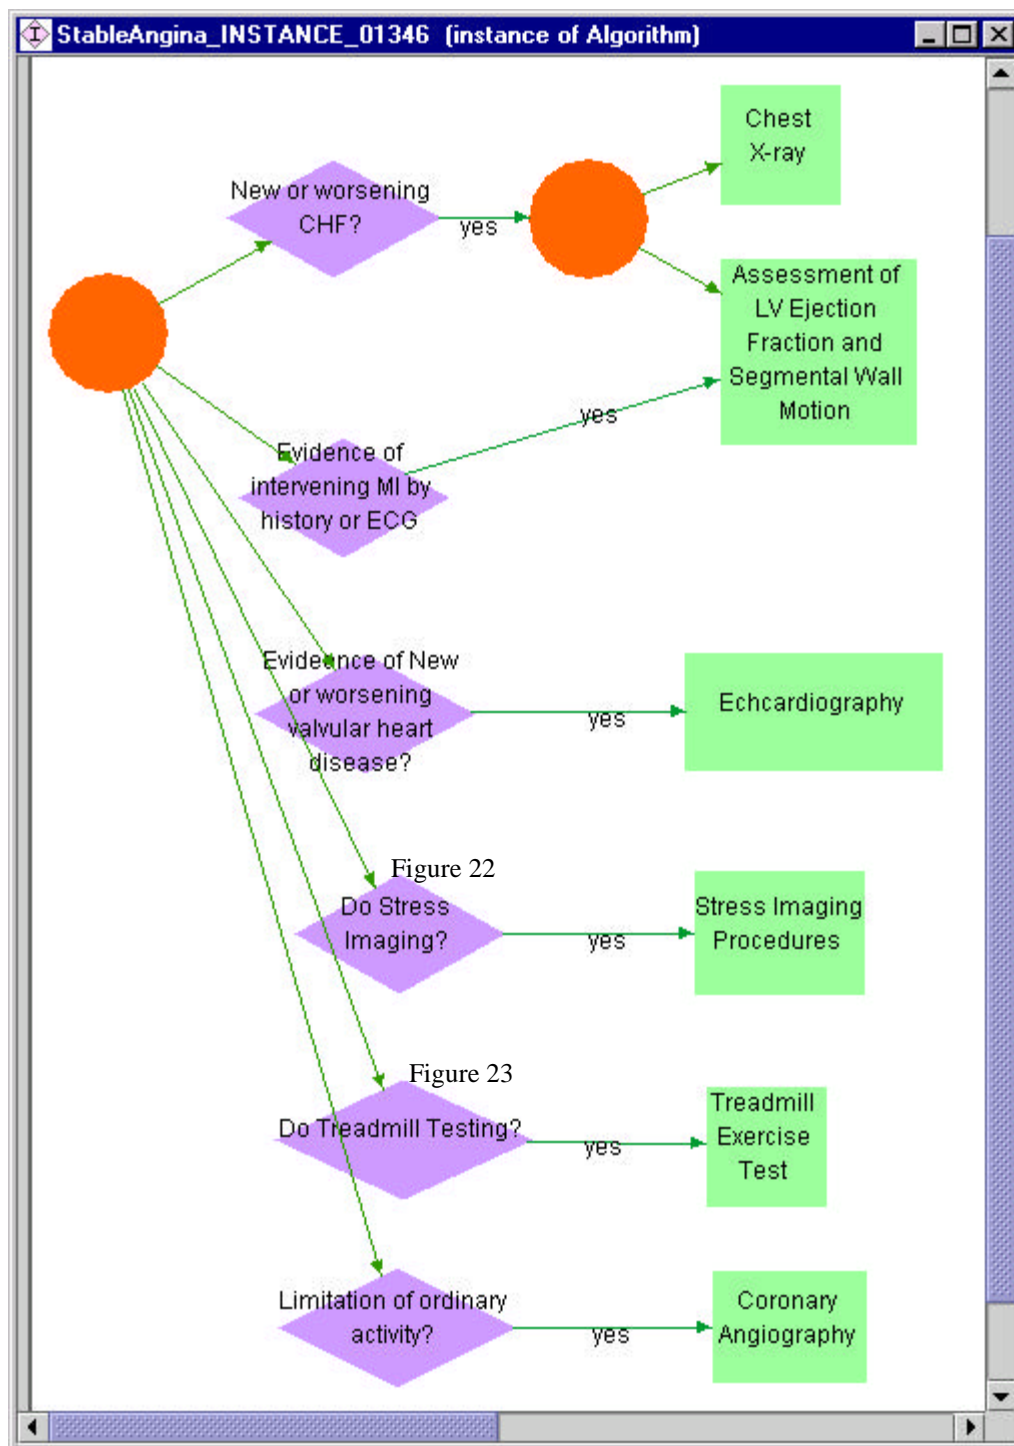 StableAngina_INSTANCE_01346 (instance of Algorithm)
Chest
X-ray
New or worsening
CHF?
yes
Assessment of
LV Ejection
Fraction and
Segmental Wall
Motion
yes
Evidence of
intervening MI by
history or ECG
Evideance of New
or worsening
valvular heart
disease?
yes
Echcardiography
Figure 22
Do Stress
Imaging?
yes
Stress Imaging
Procedures
Figure 23
Do Treadmill Testing?
yes
Treadmill
Exercise
Test
Limitation of ordinary
activity?
yes
Coronary
Angiography